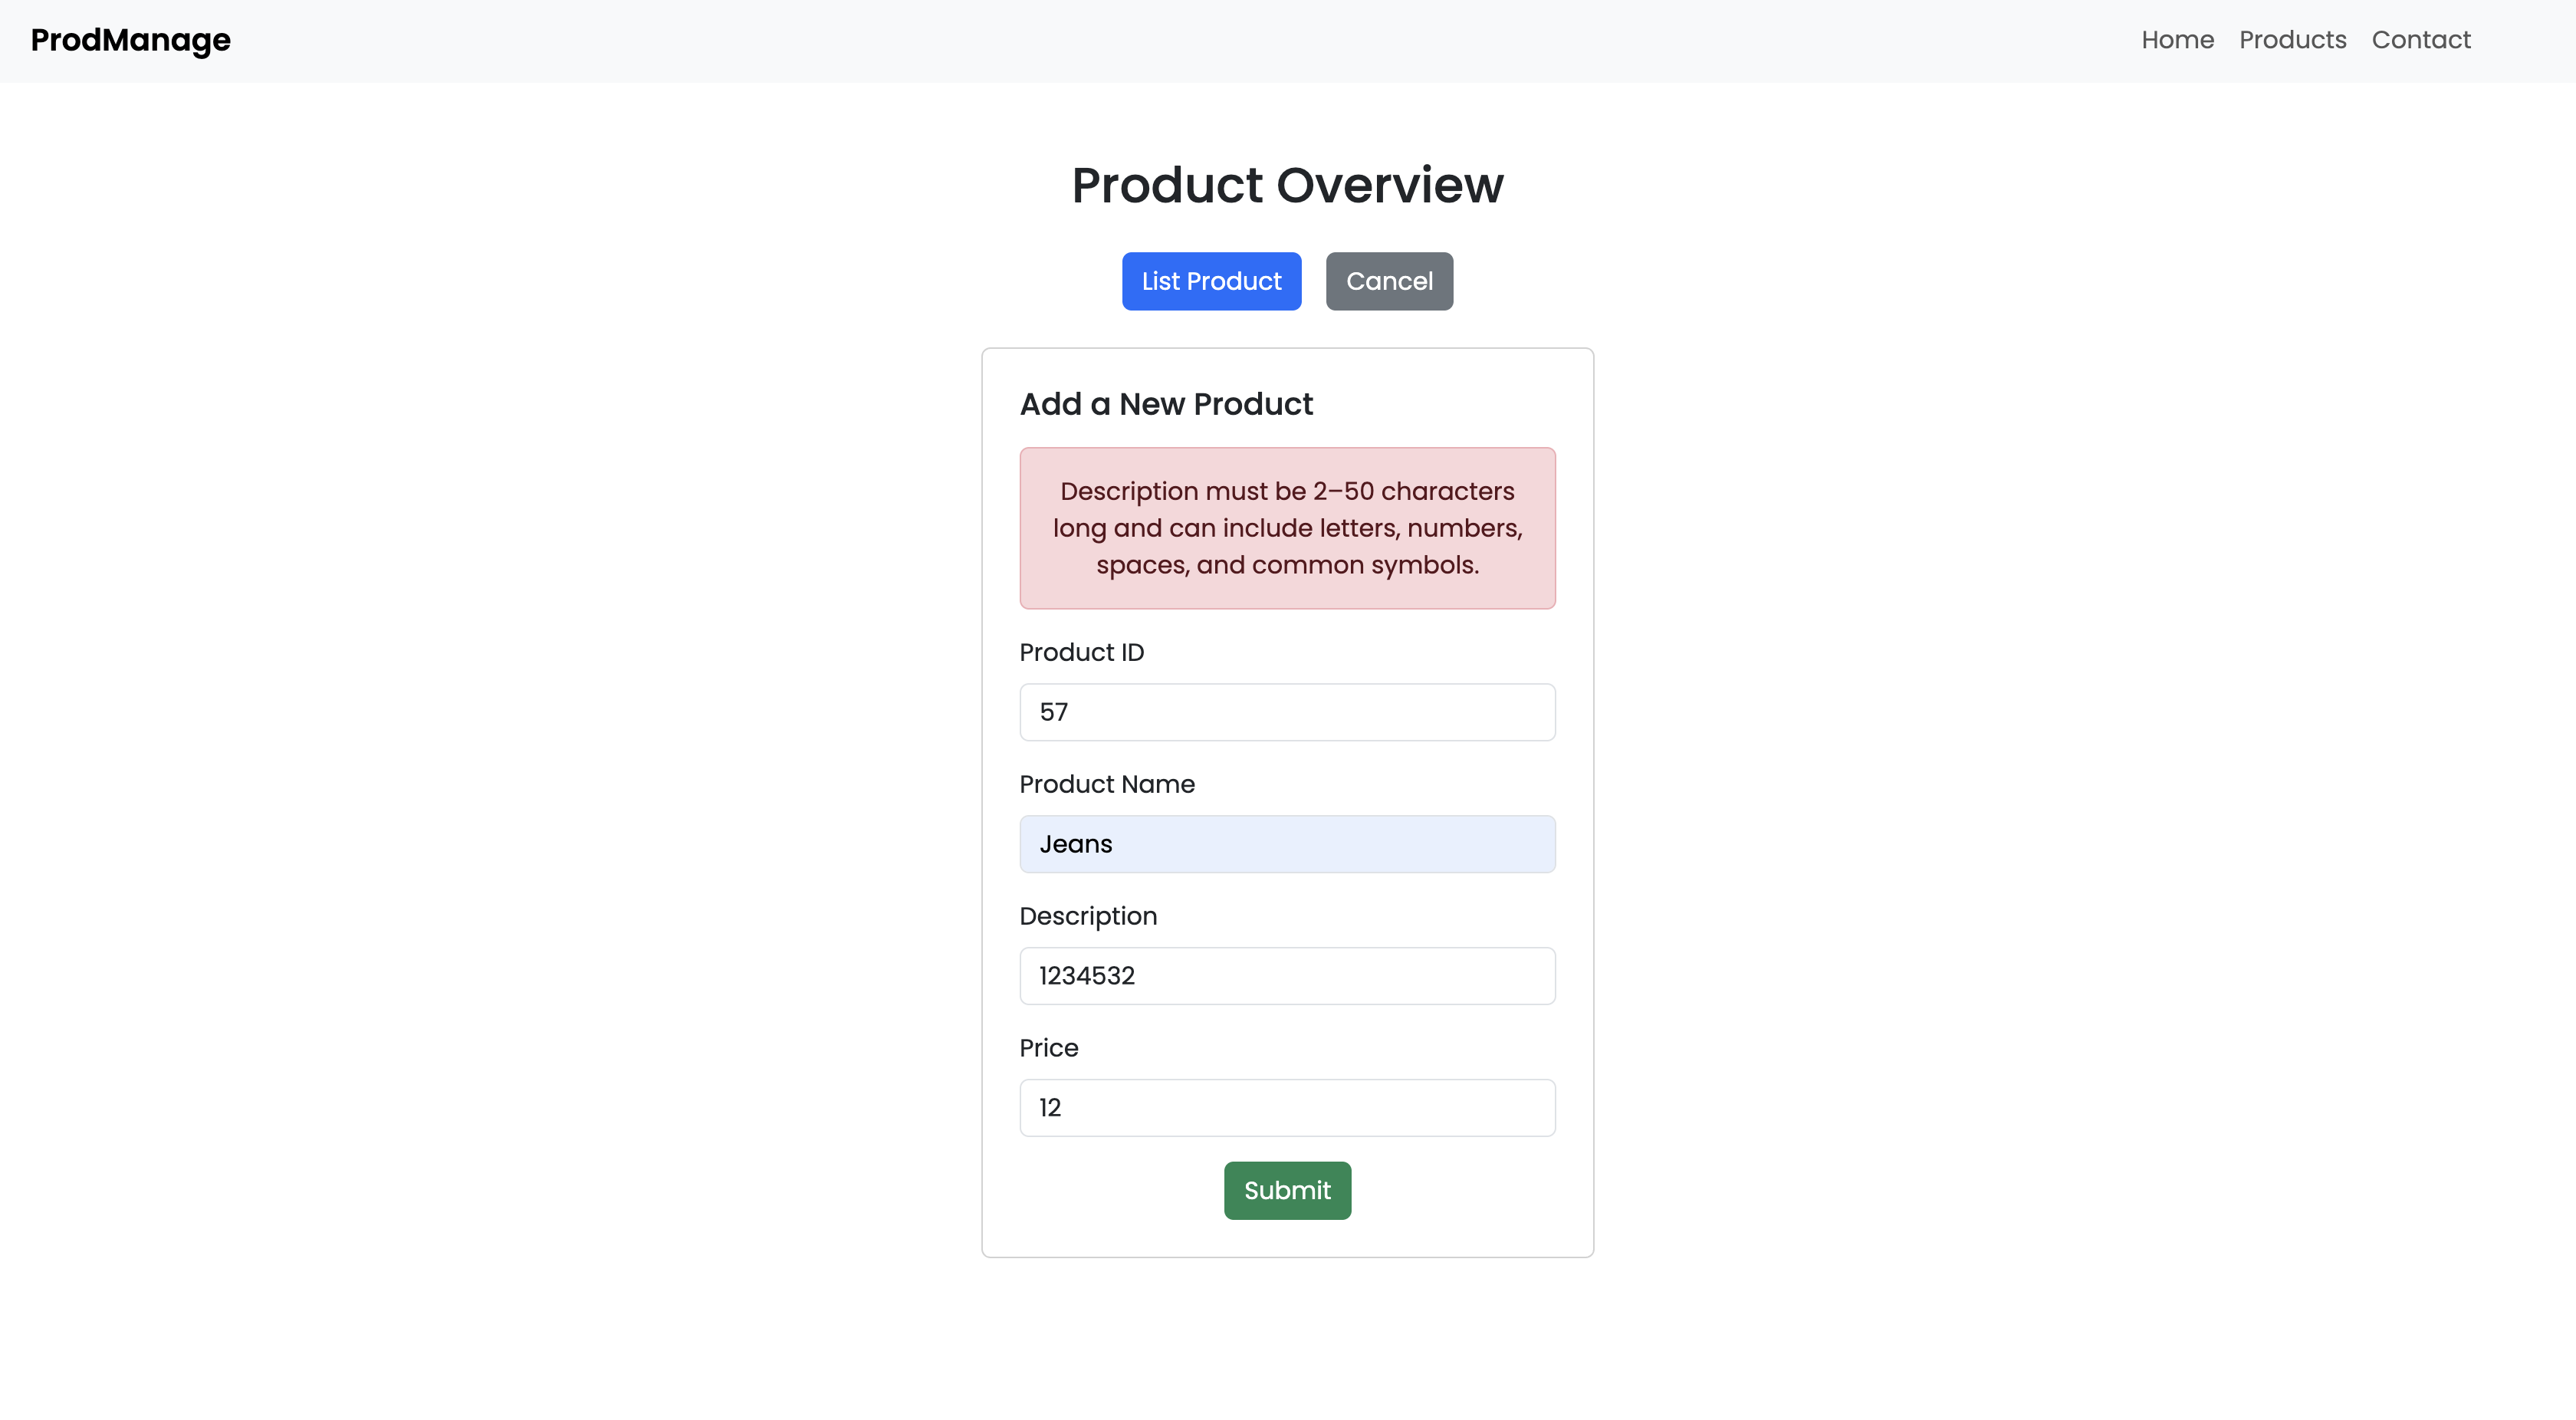 ProdManage
Home Products Contact
Product Overview
List Product Cancel
Add a New Product
Description must be 2–50 characters
long and can include letters, numbers,
spaces, and common symbols.
Product ID
57
Product Name
Jeans
Description
1234532
Price
12
Submit